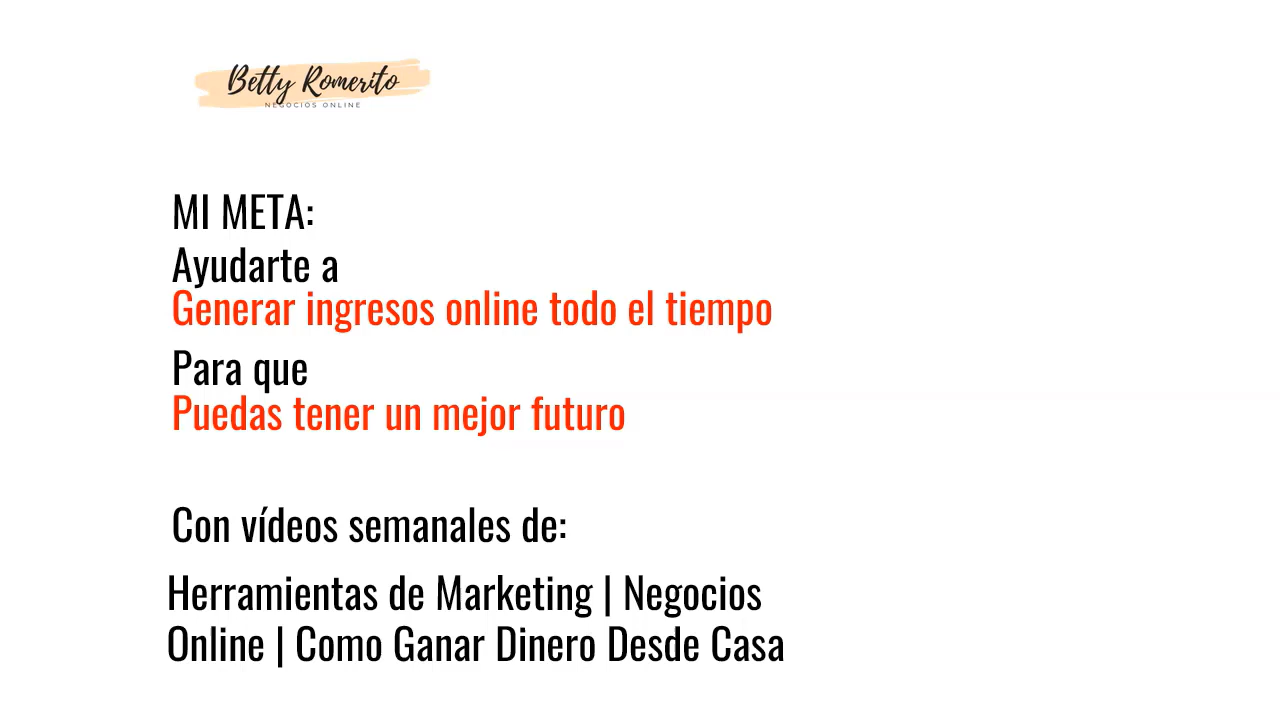 Betty Romerito
NEGOCIOS ONLINE
MI META:
Ayudarte a
Generar ingresos online todo el tiempo
Para que
Puedas tener un mejor futuro
Con vídeos semanales de:
Herramientas de Marketing | Negocios
Online | Como Ganar Dinero Desde Casa